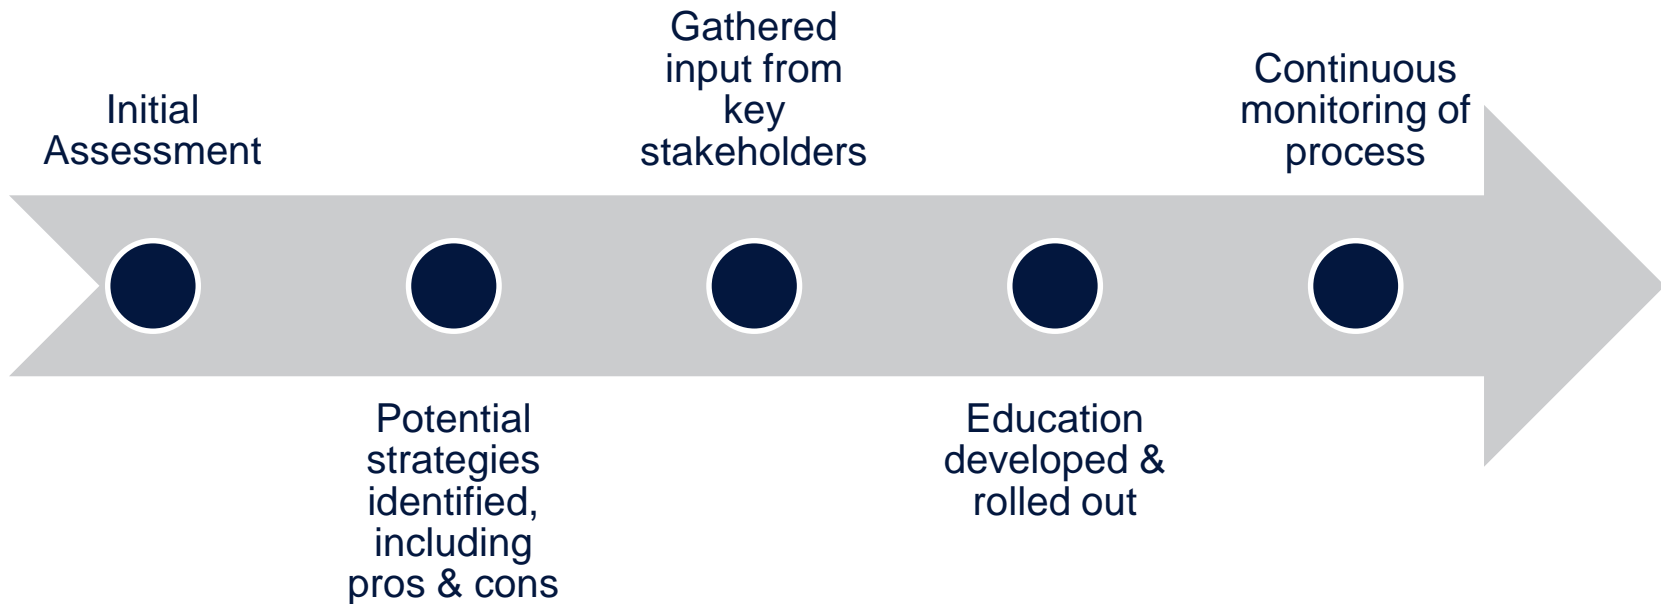 Initial
Assessment
Potential
strategies
identified,
including
pros & cons
Gathered
input from
key
stakeholders
Education
developed &
rolled out
Continuous
monitoring of
process